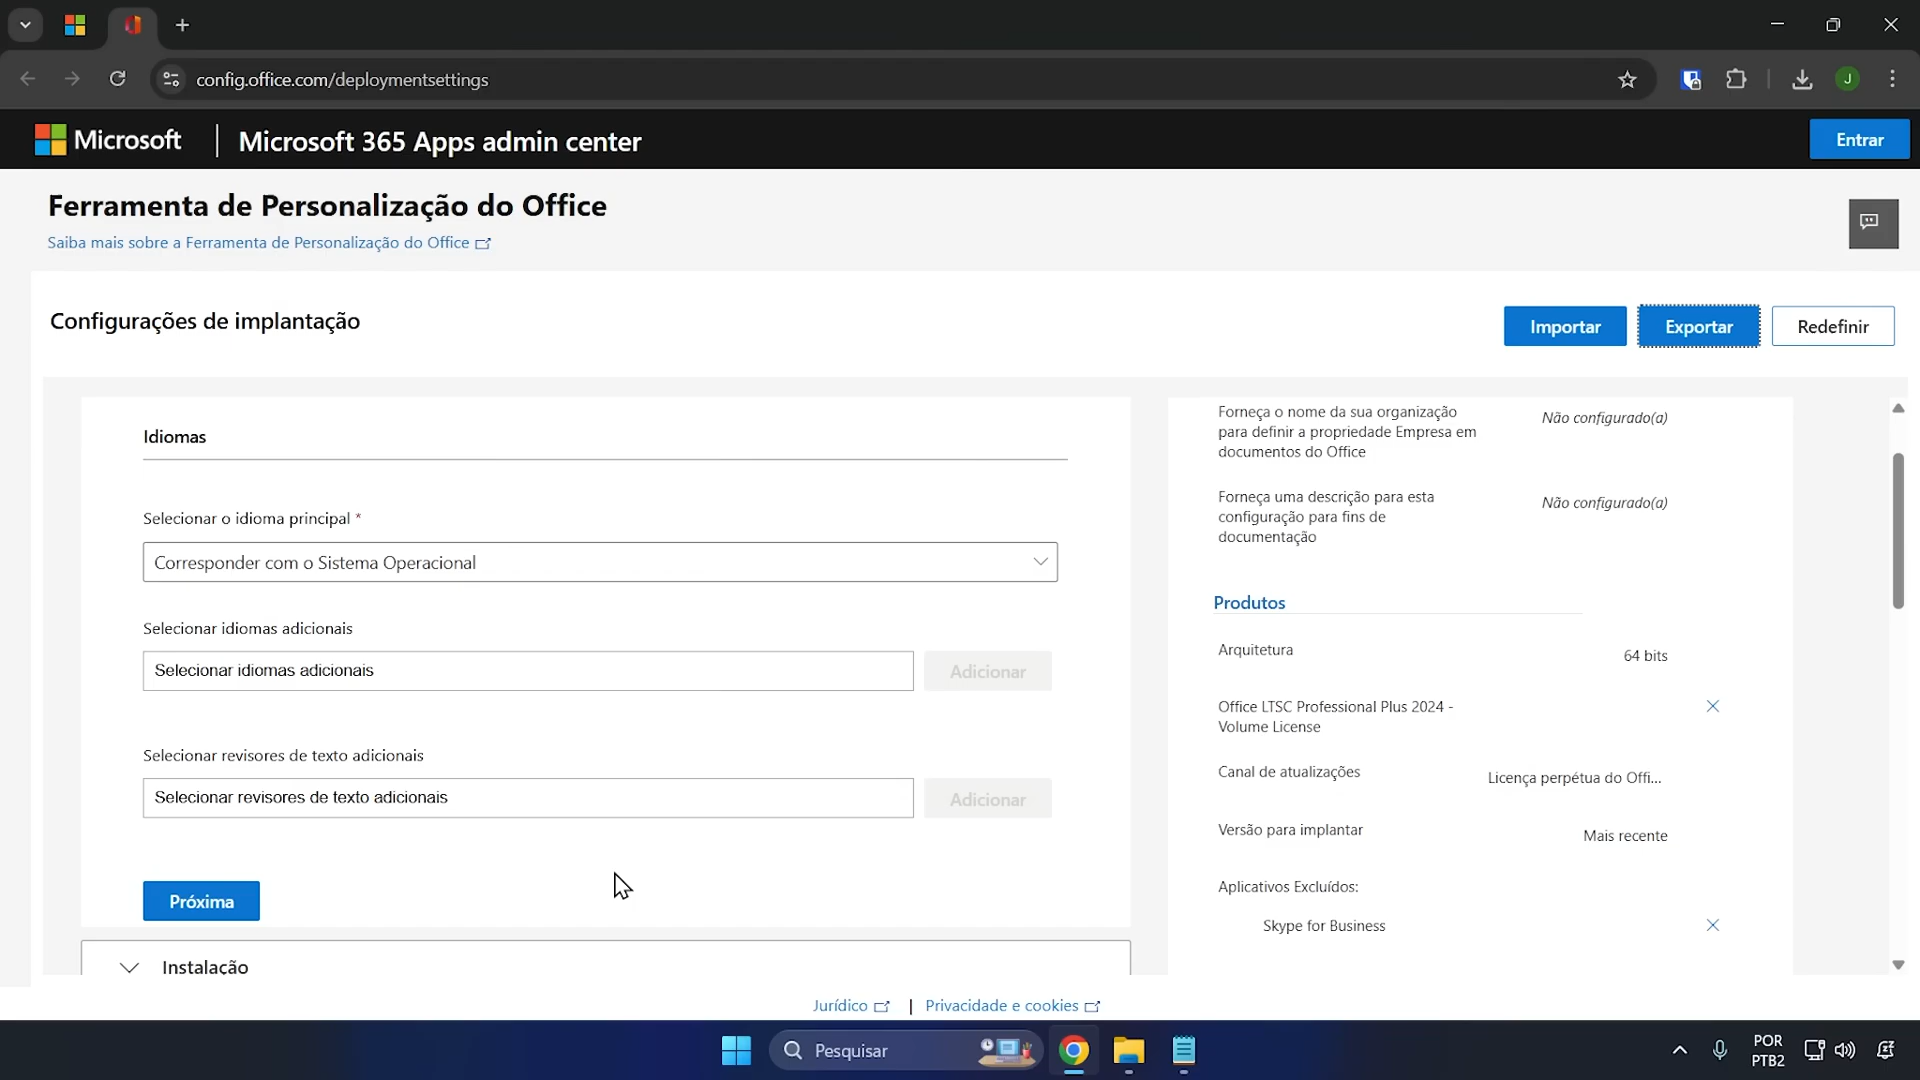 config.office.com/deploymentsettings
J
Microsoft
Microsoft 365 Apps admin center
Entrar
Ferramenta de Personalização do Office
Saiba mais sobre a Ferramenta de Personalização do Office
Configurações de implantação
Importar
Exportar
Redefinir
Idiomas
Selecionar o idioma principal *
Corresponder com o Sistema Operacional
Selecionar idiomas adicionais
Selecionar idiomas adicionais
Adicionar
Selecionar revisores de texto adicionais
Selecionar revisores de texto adicionais
Adicionar
Próxima
Instalação
Forneça o nome da sua organização
para definir a propriedade Empresa em
documentos do Office
Não configurado(a)
Forneça uma descrição para esta
configuração para fins de
documentação
Não configurado(a)
Produtos
Arquitetura
64 bits
Office LTSC Professional Plus 2024 -
Volume License
Canal de atualizações
Licença perpétua do Offi...
Versão para implantar
Mais recente
Aplicativos Excluídos:
Skype for Business
Jurídico
|
Privacidade e cookies
Pesquisar
POR
PTB2